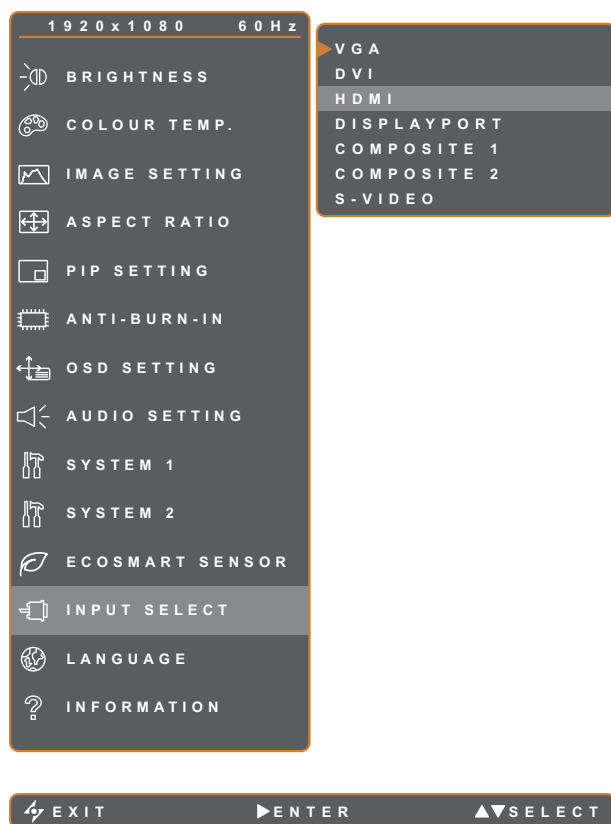 1920x1080 60Hz
BRIGHTNESS
COLOUR TEMP.
IMAGE SETTING
ASPECT RATIO
PIP SETTING
ANTI-BURN-IN
OSD SETTING
AUDIO SETTING
SYSTEM 1
SYSTEM 2
ECOSMART SENSOR
INPUT SELECT
LANGUAGE
INFORMATION
VGA
DVI
HDMI
DISPLAYPORT
COMPOSITE 1
COMPOSITE 2
S-VIDEO
EXIT ENTER SELECT